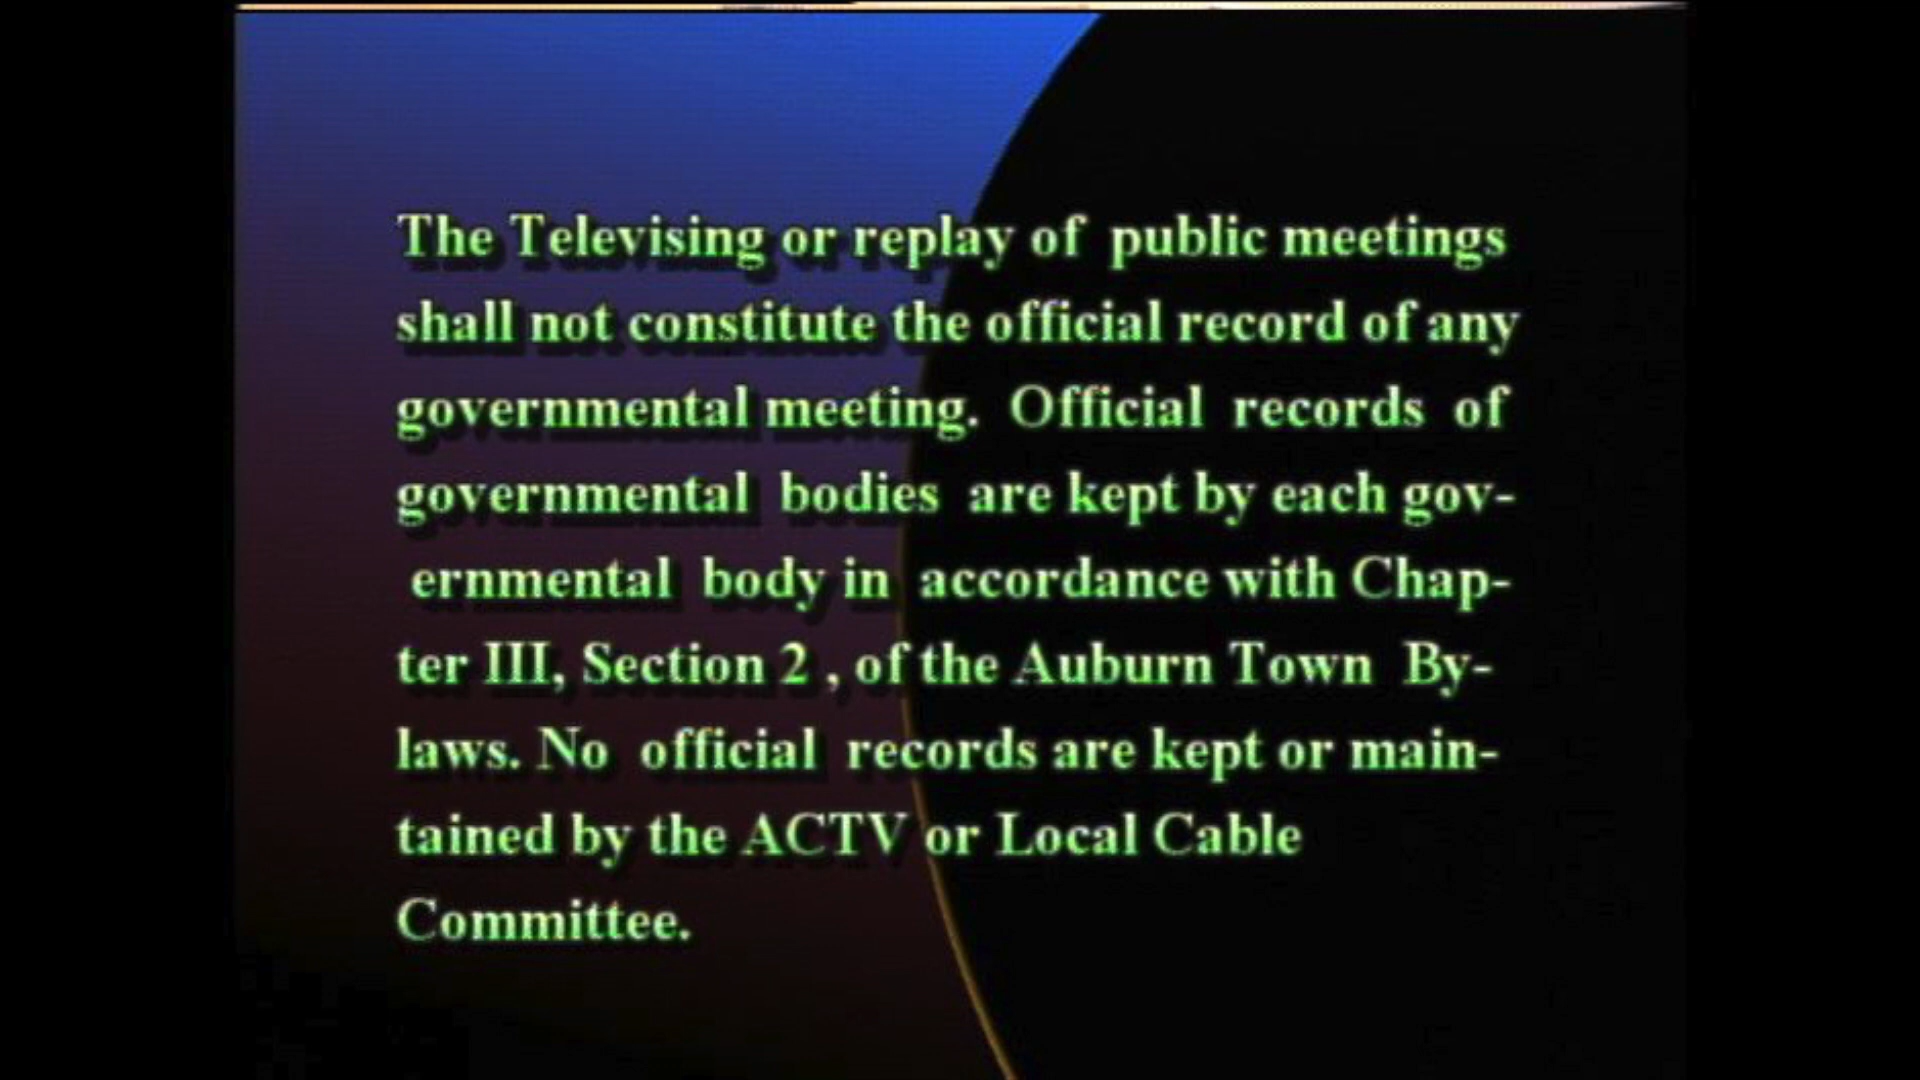 The Televising or replay of public meetings
shall not constitute the official record of any
governmental meeting. Official records of
governmental bodies are kept by each gov-
ernmental body in accordance with Chap-
ter III, Section 2 , of the Auburn Town By-
laws. No official records are kept or main-
tained by the ACTV or Local Cable
Committee.